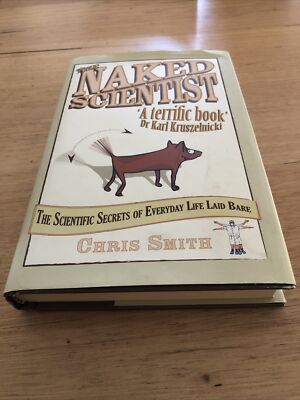 NAKED
SCIENTIST
'A terrific book'
Dr Karl Kruszelnicki
THE SCIENTIFIC SECRETS OF EVERYDAY LIFE LAID BARE
CHRIS SMITH